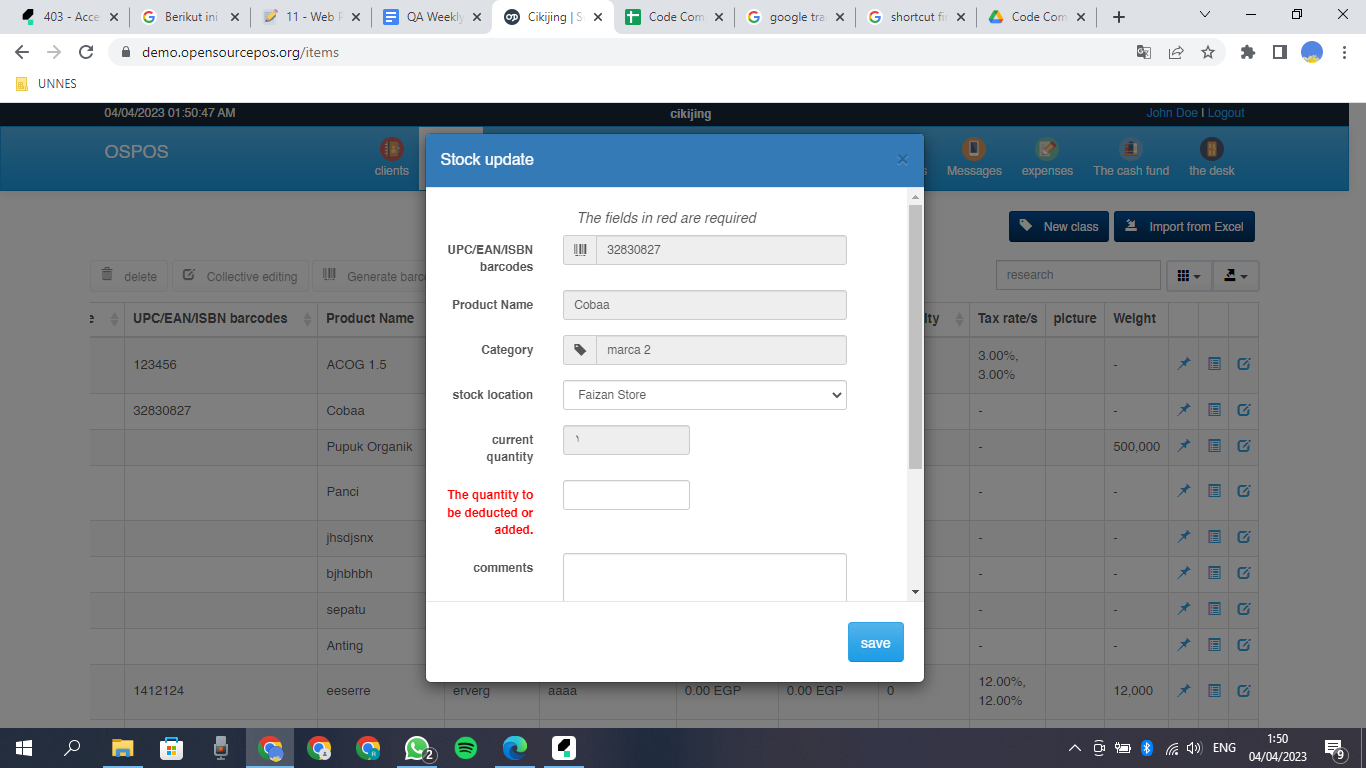 403 - Acce
Berikut ini
11 - Web P
QA Weekly
Cikijing | S
Code Com
google tra
shortcut fir
Code Com
demo.opensourcepos.org/items
UNNES
04/04/2023 01:50:47 AM
cikijing
John Doe | Logout
OSPOS
clients
Messages
expenses
The cash fund
the desk
Stock update
×
The fields in red are required
UPC/EAN/ISBN
barcodes
32830827
Product Name
Cobaa
Category
marca 2
stock location
Faizan Store
current
quantity
١
The quantity to
be deducted or
added.
comments
save
New class
Import from Excel
delete
Collective editing
Generate barc
research
UPC/EAN/ISBN barcodes
Product Name
Tax rate/s
picture
Weight
123456
ACOG 1.5
3.00%,
3.00%
-
32830827
Cobaa
-
-
Pupuk Organik
-
500,000
Panci
-
-
jhsdjsnx
-
-
bjhbhbh
-
-
sepatu
-
-
Anting
-
-
1412124
eeserre
erverg
aaaa
0.00 EGP
0.00 EGP
0
12.00%,
12.00%
12,000
2
ENG
1:50
04/04/2023
9